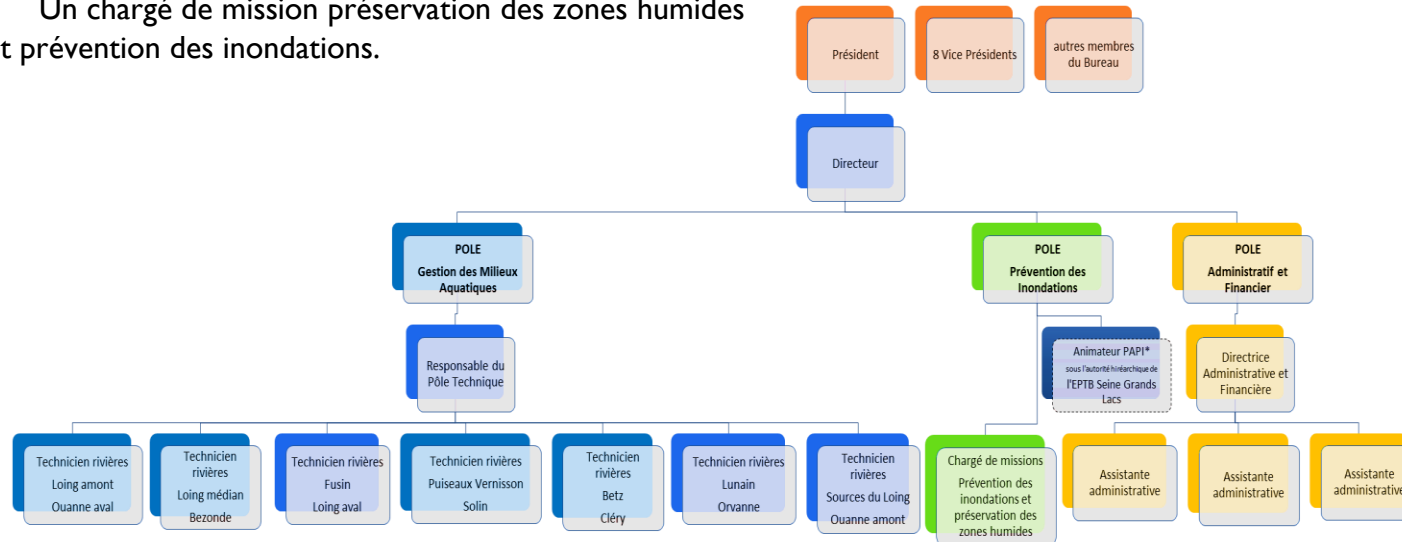 Un chargé de mission préservation des zones humides
t prévention des inondations.
Président
8 Vice Présidents
autres membres
du Bureau
Directeur
POLE
Gestion des Milieux
Aquatiques
POLE
Prévention des
Inondations
POLE
Administratif et
Financier
Responsable du
Pôle Technique
Animateur PAPI*
sous l'autorité hiréarchique de
l'EPTB Seine Grands
Lacs
Directrice
Administrative et
Financière
Technicien rivières
Loing amont
Ouanne aval
Technicien
rivières
Loing médian
Bezonde
Technicien rivières
Fusin
Loing aval
Technicien rivières
Puiseaux Vernisson
Solin
Technicien
rivières
Betz
Cléry
Technicien rivières
Lunain
Orvanne
Technicien
rivières
Sources du Loing
Ouanne amont
Chargé de missions
Prévention des
inondations et
préservation des
zones humides
Assistante
administrative
Assistante
administrative
Assistante
administrative